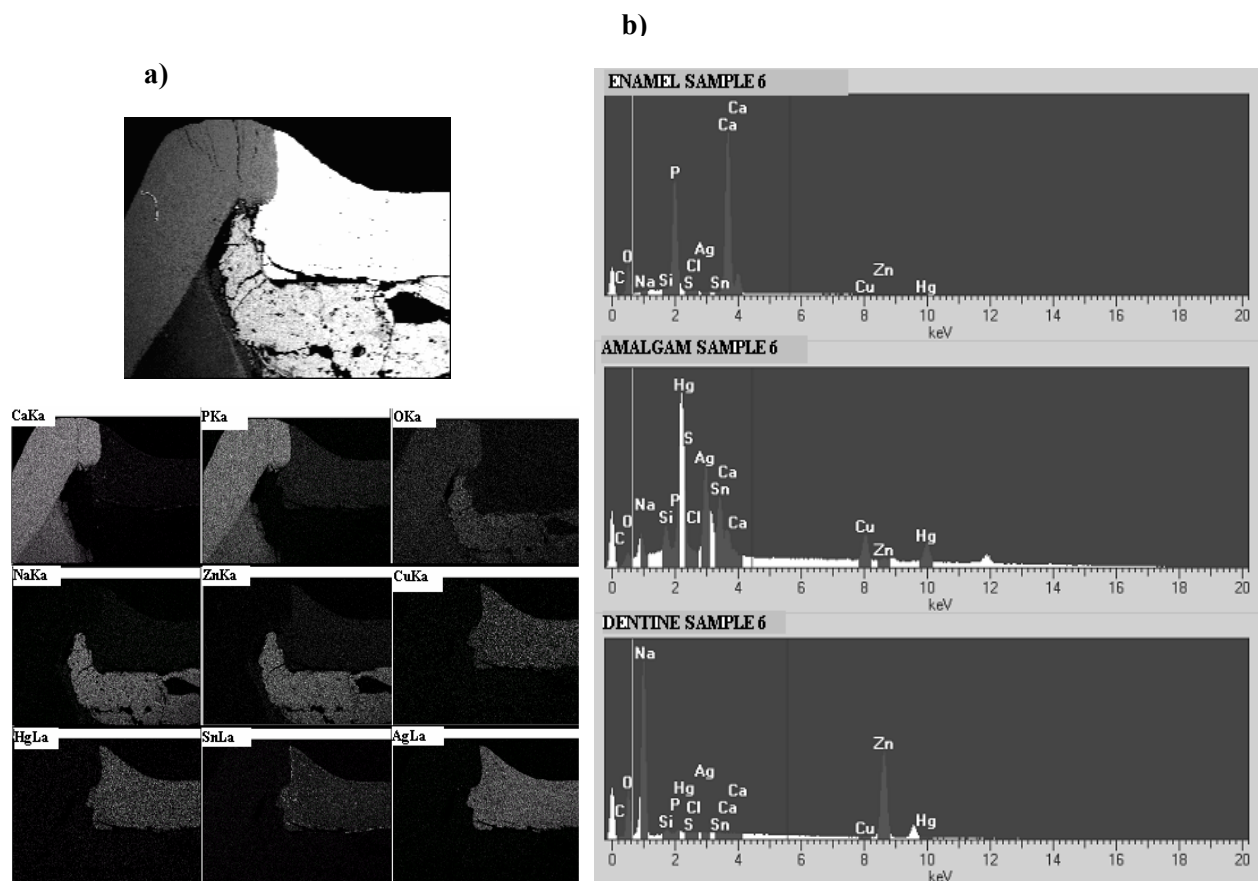 a)
CaKa PKa OKa
NaKa ZnKa CuKa
HgLa SnLa AgLa
b)
ENAMEL SAMPLE 6
Ca
Ca
P
Ag
O Cl Zn
C Na Si S Sn Cu Hg
0 2 4 6 8 10 12 14 16 18 20
keV
AMALGAM SAMPLE 6
Hg
S
Ag Ca
Na P Sn
O Si Cl Ca Cu Hg
C Zn
0 2 4 6 8 10 12 14 16 18 20
keV
DENTINE SAMPLE 6
Na
Zn
Ag
O Hg Ca
C P Cl Ca
Si S Sn Cu Hg
0 2 4 6 8 10 12 14 16 18 20
keV